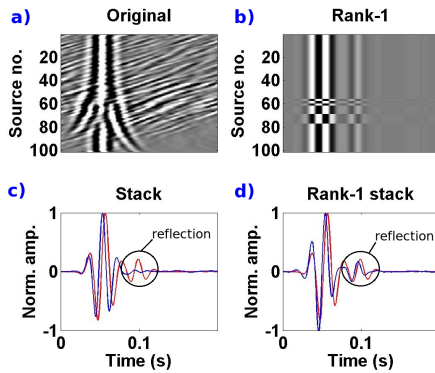 a) Original
Source no.
20
40
60
80
100
b) Rank-1
Source no.
20
40
60
80
100
c) Stack
Norm. amp.
1
0
-1
reflection
0
0.1
Time (s)
d) Rank-1 stack
Norm. amp.
1
0
-1
reflection
0
0.1
Time (s)